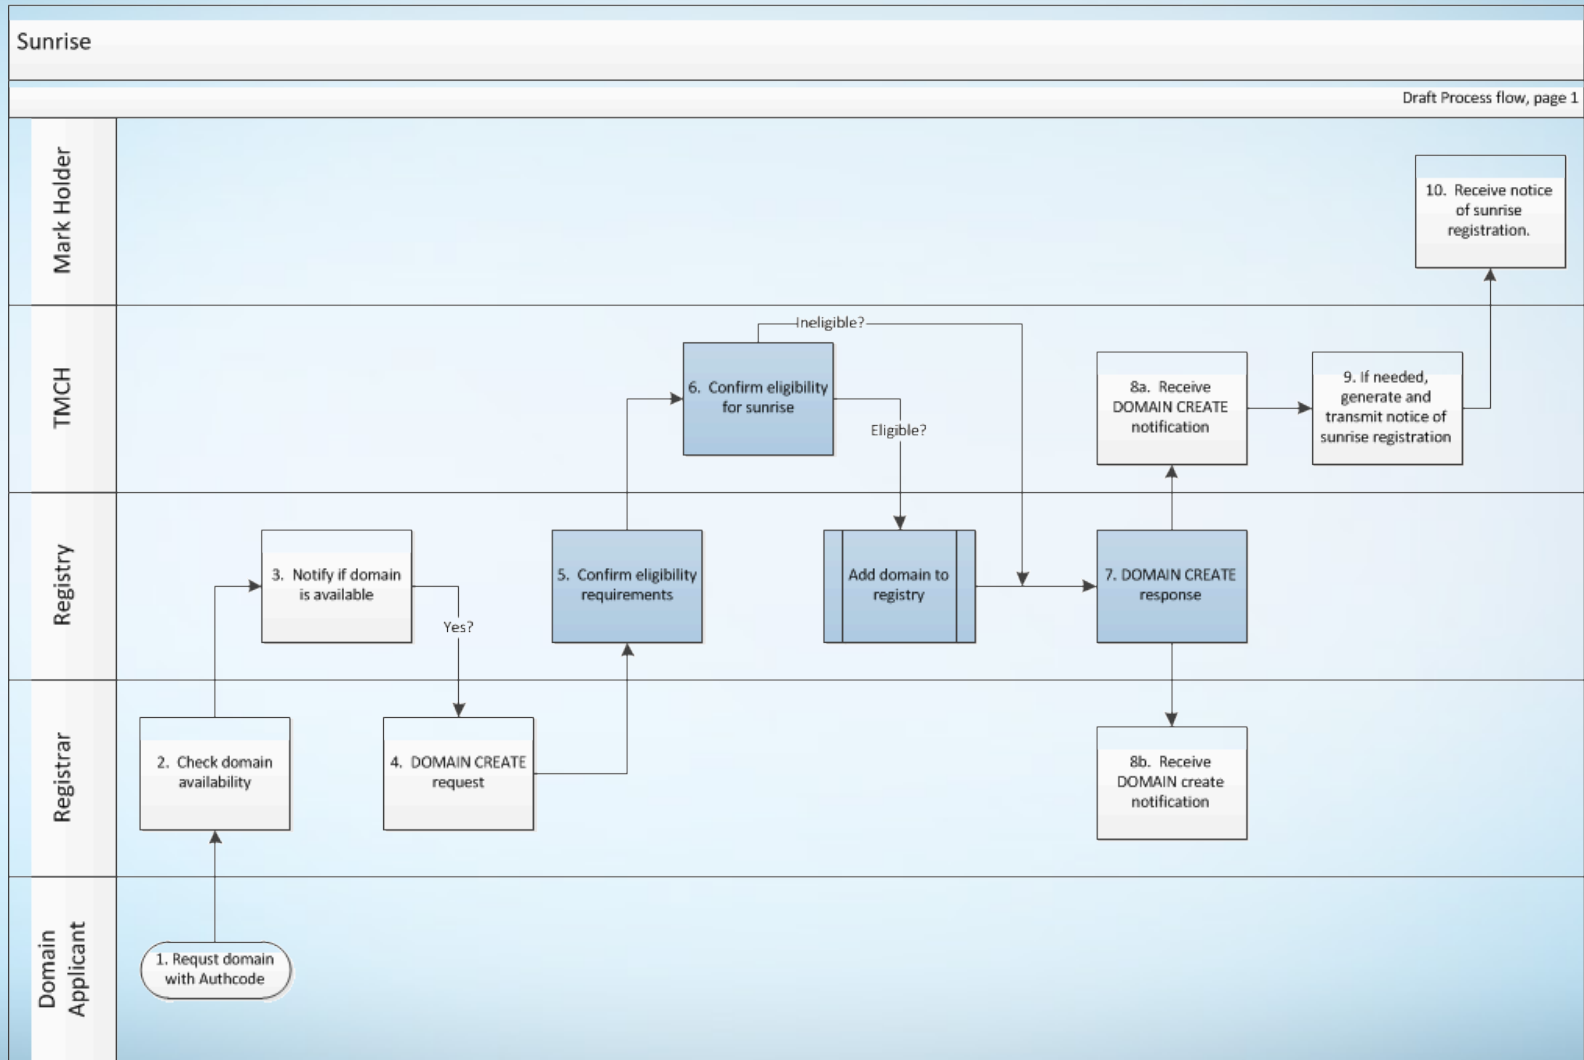 Sunrise
Draft Process flow, page 1
Mark Holder
10. Receive notice
of sunrise
registration.
TMCH
Ineligible?
6. Confirm eligibility
for sunrise
Eligible?
8a. Receive
DOMAIN CREATE
notification
9. If needed,
generate and
transmit notice of
sunrise registration
Registry
3. Notify if domain
is available
Yes?
5. Confirm eligibility
requirements
Add domain to
registry
7. DOMAIN CREATE
response
Registrar
2. Check domain
availability
4. DOMAIN CREATE
request
8b. Receive
DOMAIN create
notification
Domain
Applicant
1. Requst domain
with Authcode